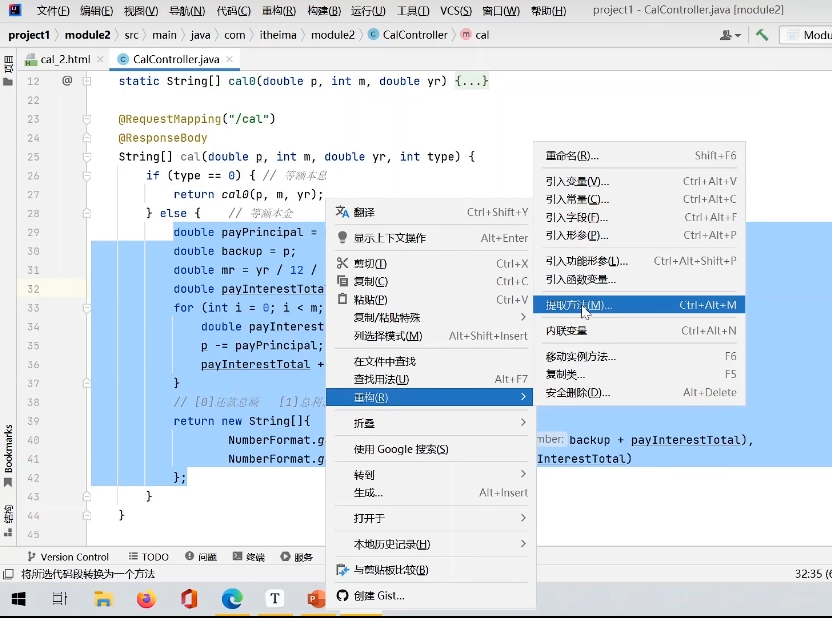 文件(F) 编辑(E) 视图(V) 导航(N) 代码(C) 重构(R) 构建(B) 运行(U) 工具(T) VCS(S) 窗口(W) 帮助(H) project1 - CalController.java [module2]
project1 module2 src main java com itheima module2 CalController cal Modu
项目 cal_2.html CalController.java
12 @ static String[] cal0(double p, int m, double yr) {...}
22
23 @RequestMapping("/cal")
24 @ResponseBody
25 String[] cal(double p, int m, double yr, int type) {
26 if (type == 0) { // 等额本息
27 return cal0(p, m, yr);
28 } else { // 等额本金
29 double payPrincipal =
30 double backup = p;
31 double mr = yr / 12 /
32 double payInterestTota
33 for (int i = 0; i < m;
34 double payInterest
35 p -= payPrincipal;
36 payInterestTotal +
37 }
38 // [0]还款总额 [1]总利
39 return new String[]{
40 NumberFormat.g mber: backup + payInterestTotal),
41 NumberFormat.g InterestTotal)
42 };
43 }
44 }
45
翻译 Ctrl+Shift+Y
显示上下文操作 Alt+Enter
剪切(T) Ctrl+X
复制(C) Ctrl+C
粘贴(P) Ctrl+V
复制/粘贴特殊
列选择模式(M) Alt+Shift+Insert
在文件中查找
查找用法(U) Alt+F7
重构(R)
折叠
使用 Google 搜索(S)
转到
生成... Alt+Insert
打开于
本地历史记录(H)
与剪贴板比较(B)
创建 Gist...
重命名(R)... Shift+F6
引入变量(V)... Ctrl+Alt+V
引入常量(C)... Ctrl+Alt+C
引入字段(F)... Ctrl+Alt+F
引入形参(P)... Ctrl+Alt+P
引入功能形参(L)... Ctrl+Alt+Shift+P
引入函数变量...
提取方法(M)... Ctrl+Alt+M
内联变量 Ctrl+Alt+N
移动实例方法... F6
复制类... F5
安全删除(D)... Alt+Delete
Bookmarks
结构
Version Control TODO 问题 终端 服务
将所选代码段转换为一个方法 32:35 (6